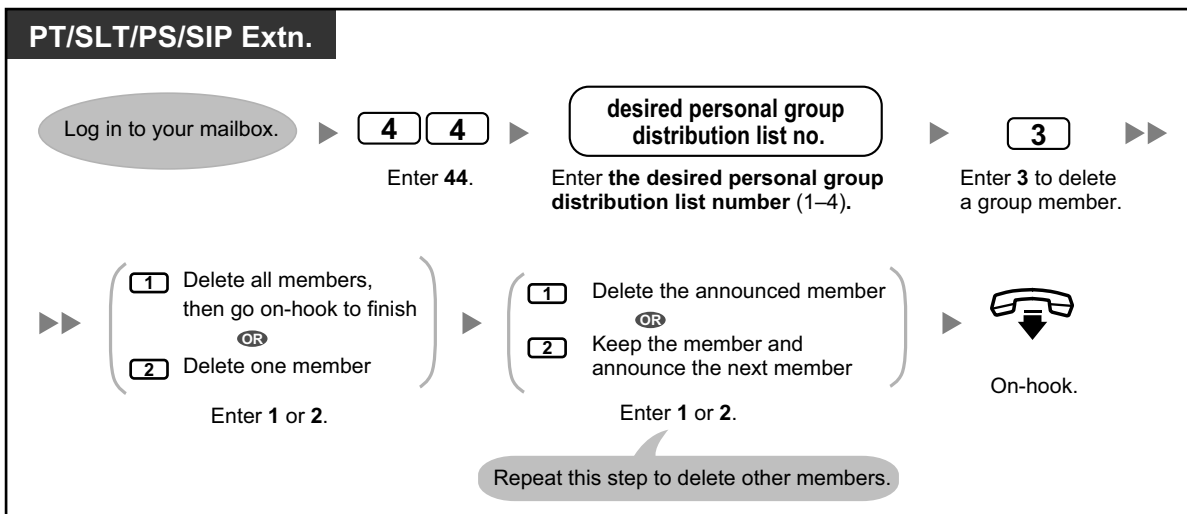 PT/SLT/PS/SIP Extn.
Log in to your mailbox.
4 4
Enter 44.
desired personal group
distribution list no.
Enter the desired personal group
distribution list number (1–4).
3
Enter 3 to delete
a group member.
1 Delete all members,
then go on-hook to finish
OR
2 Delete one member
Enter 1 or 2.
1 Delete the announced member
OR
2 Keep the member and
announce the next member
Enter 1 or 2.
Repeat this step to delete other members.
On-hook.